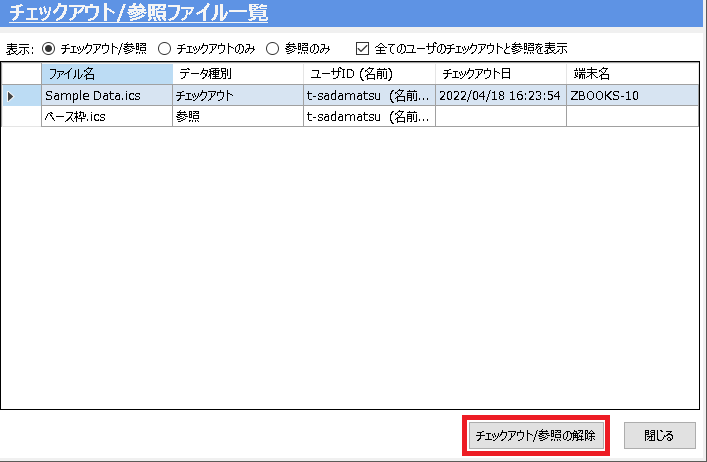 チェックアウト/参照ファイル一覧
表示: チェックアウト/参照 チェックアウトのみ 参照のみ 全てのユーザのチェックアウトと参照を表示
ファイル名 データ種別 ユーザID (名前) チェックアウト日 端末名
Sample Data.ics チェックアウト t-sadamatsu (名前... 2022/04/18 16:23:54 ZBOOKS-10
ベース枠.ics 参照 t-sadamatsu (名前...
チェックアウト/参照の解除 閉じる